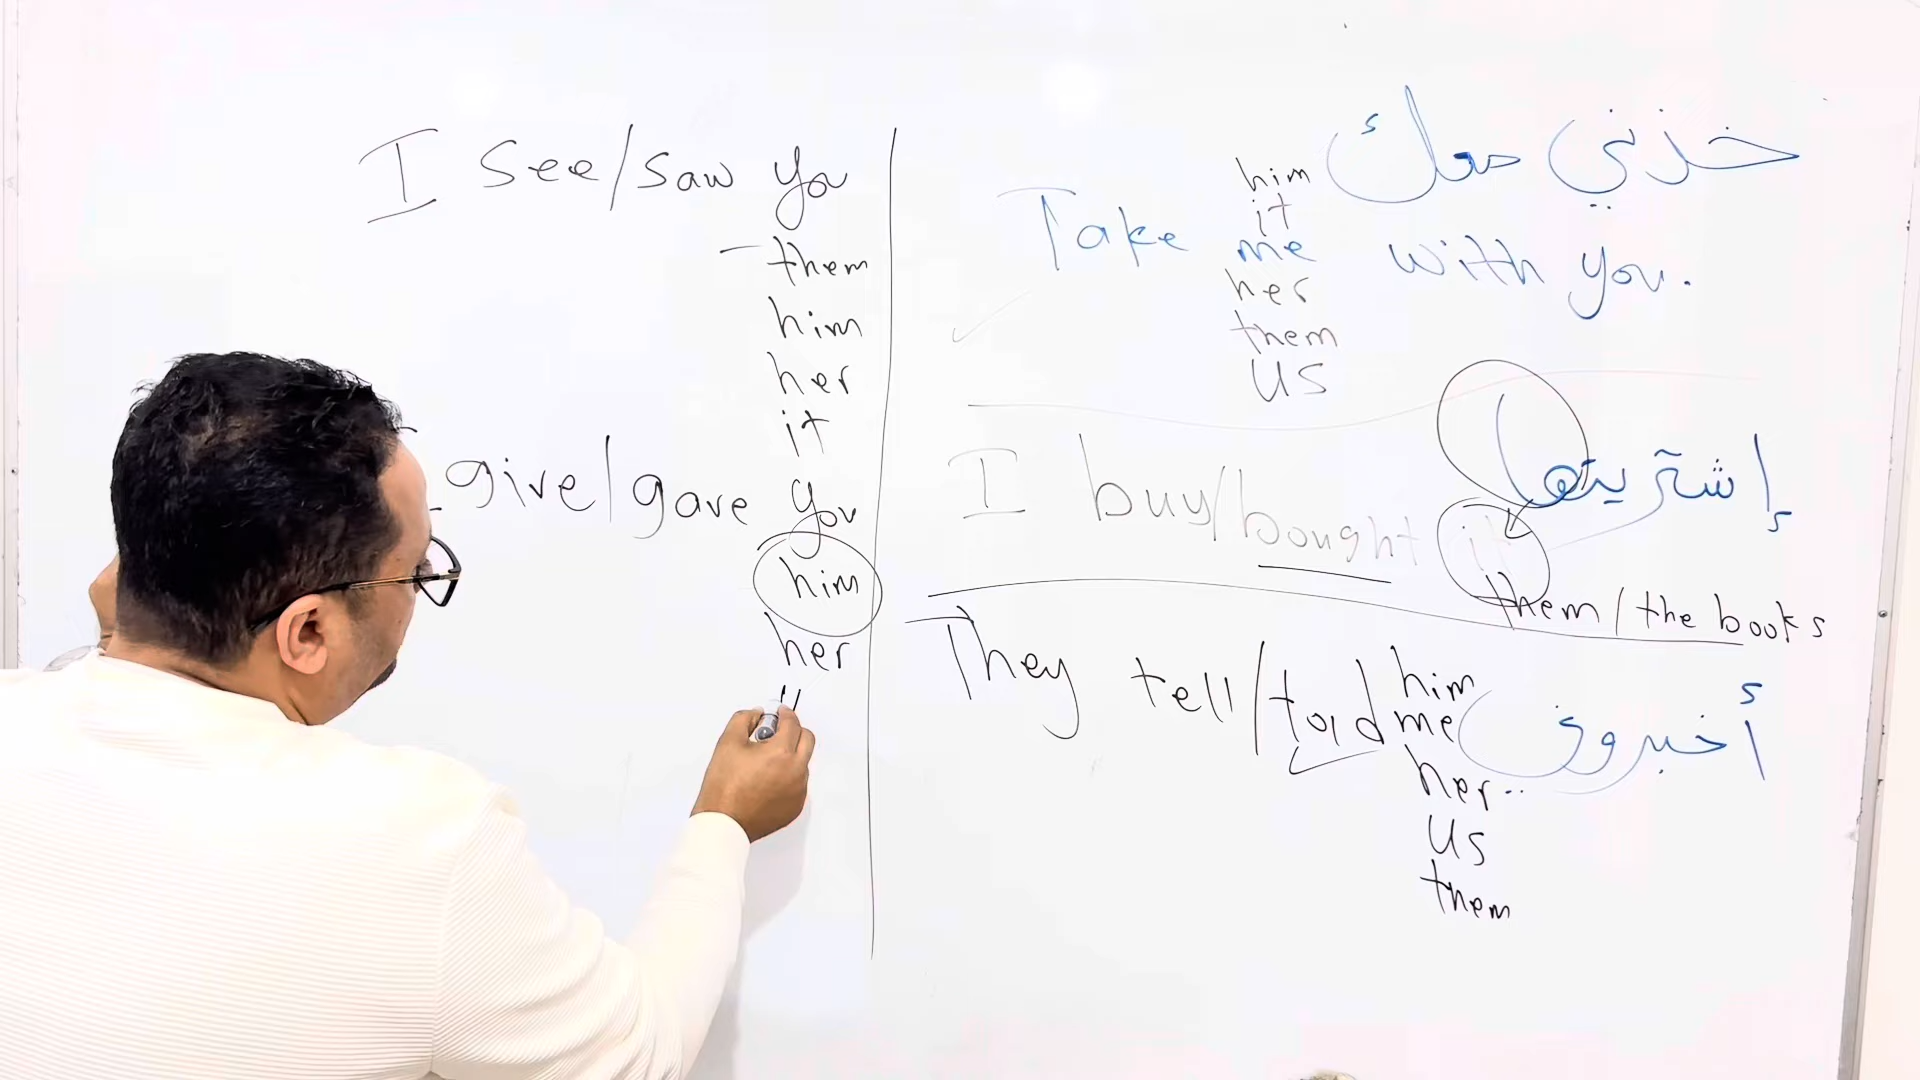 I see/saw you
them
him
her
it
give/gave you
him
her
خذني معك
him
it
Take me with you.
her
them
us
إشتريتها
I buy/bought it
them/the books
They tell/told him
me
her
us
them
أخبروني